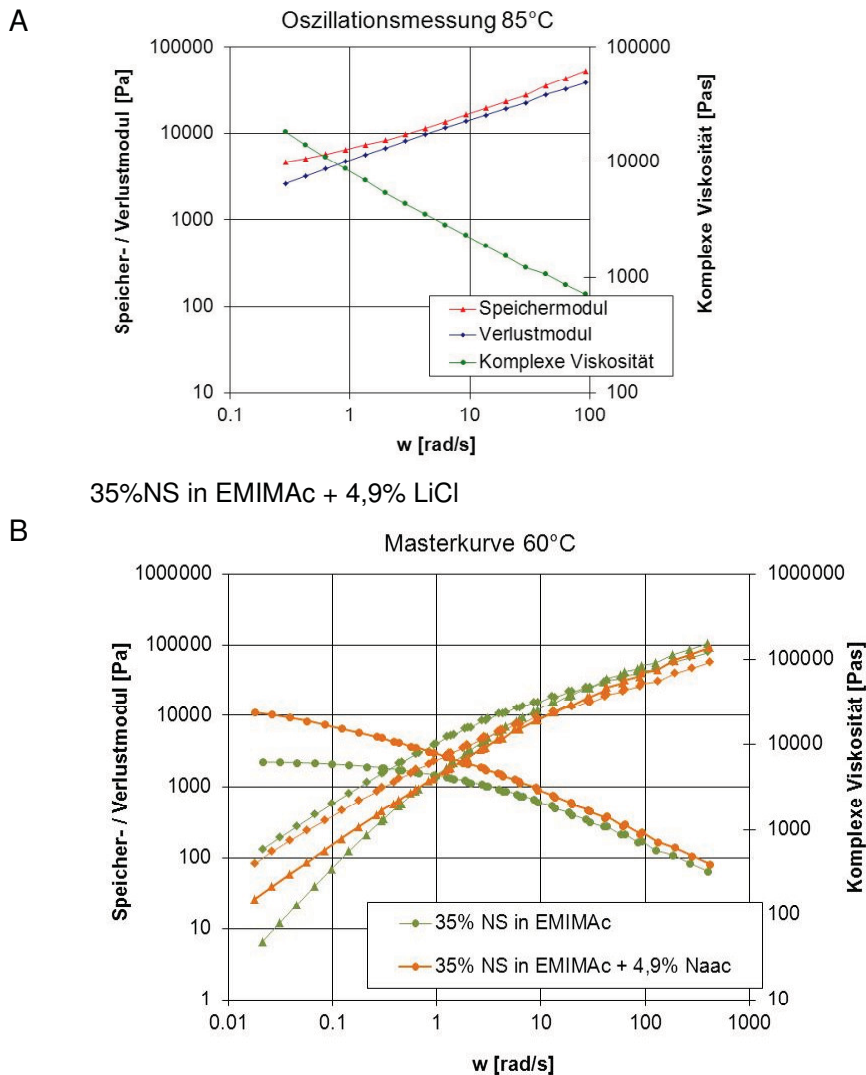 A
Oszillationsmessung 85°C
Speicher- / Verlustmodul [Pa]
100000
10000
1000
100
10
Komplexe Viskosität [Pas]
100000
10000
1000
100
Speichermodul
Verlustmodul
Komplexe Viskosität
0.1 1 10 100
w [rad/s]
35%NS in EMIMAc + 4,9% LiCl
B
Masterkurve 60°C
Speicher- / Verlustmodul [Pa]
1000000
100000
10000
1000
100
10
1
Komplexe Viskosität [Pas]
1000000
100000
10000
1000
100
10
35% NS in EMIMAc
35% NS in EMIMAc + 4,9% Naac
0.01 0.1 1 10 100 1000
w [rad/s]